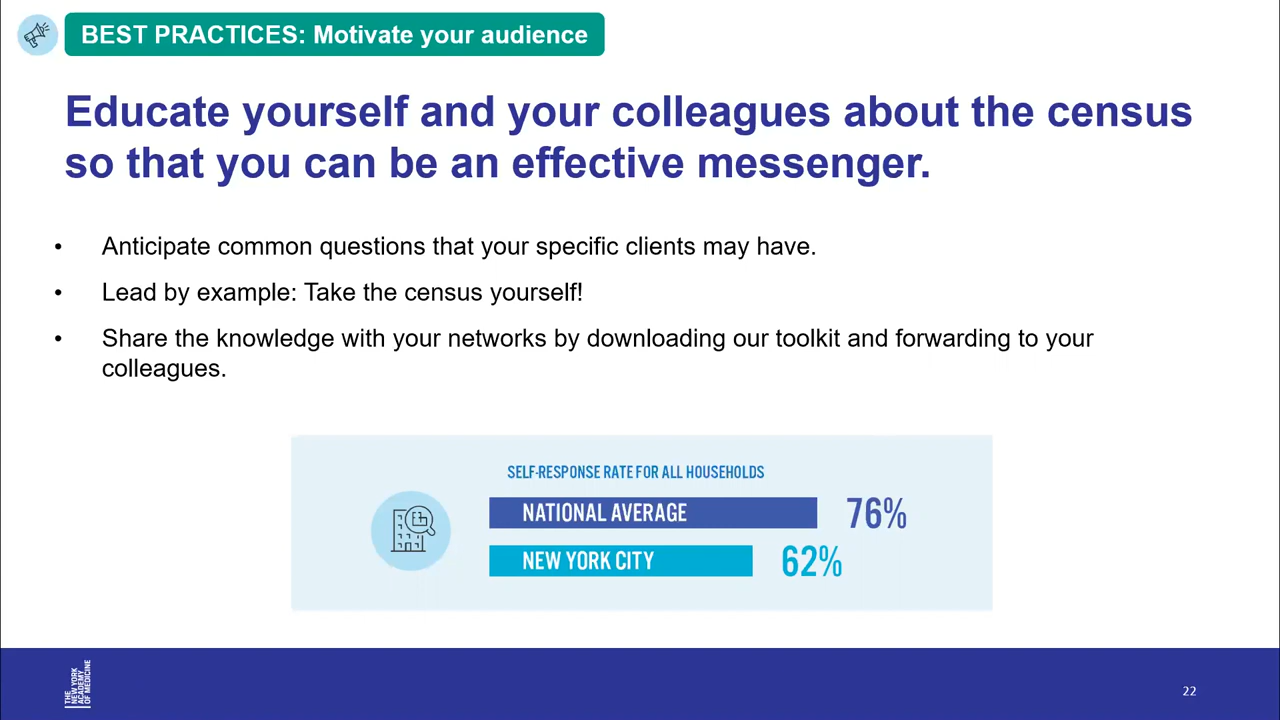 BEST PRACTICES: Motivate your audience
Educate yourself and your colleagues about the census
so that you can be an effective messenger.
• Anticipate common questions that your specific clients may have.
• Lead by example: Take the census yourself!
• Share the knowledge with your networks by downloading our toolkit and forwarding to your
colleagues.
SELF-RESPONSE RATE FOR ALL HOUSEHOLDS
NATIONAL AVERAGE 76%
NEW YORK CITY 62%
THE
NEW YORK
ACADEMY
OF MEDICINE
22